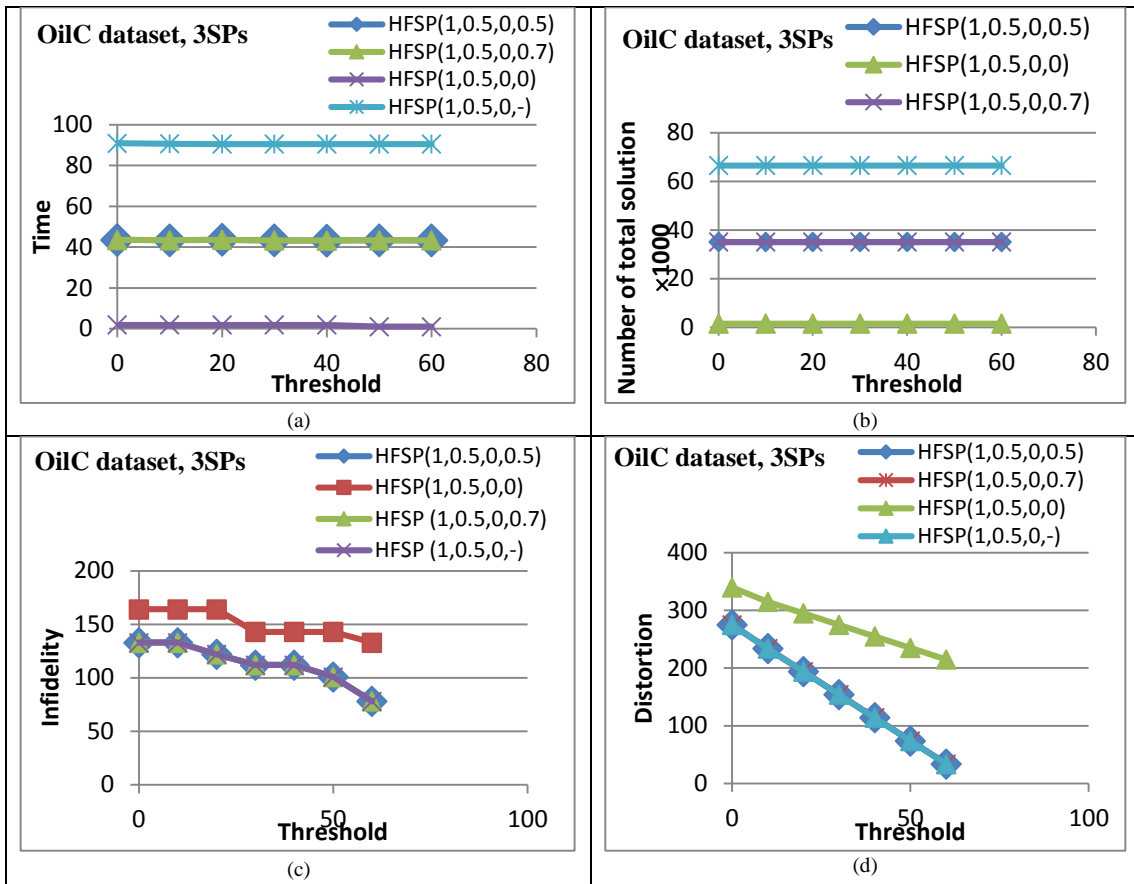 OilC dataset, 3SPs
HFSP(1,0.5,0,0.5)
HFSP(1,0.5,0,0.7)
HFSP(1,0.5,0,0)
HFSP(1,0.5,0,-)
100
80
60
40
20
0
Time
0 20 40 60 80
Threshold
(a)
OilC dataset, 3SPs
HFSP(1,0.5,0,0.5)
HFSP(1,0.5,0,0)
HFSP(1,0.5,0,0.7)
80
60
40
20
0
Number of total solution
×1000
0 20 40 60 80
Threshold
(b)
OilC dataset, 3SPs
HFSP(1,0.5,0,0.5)
HFSP(1,0.5,0,0)
HFSP (1,0.5,0,0.7)
HFSP (1,0.5,0,-)
200
150
100
50
0
Infidelity
0 50 100
Threshold
(c)
OilC dataset, 3SPs
HFSP(1,0.5,0,0.5)
HFSP(1,0.5,0,0.7)
HFSP(1,0.5,0,0)
HFSP(1,0.5,0,-)
400
300
200
100
0
Distortion
0 50 100
Threshold
(d)